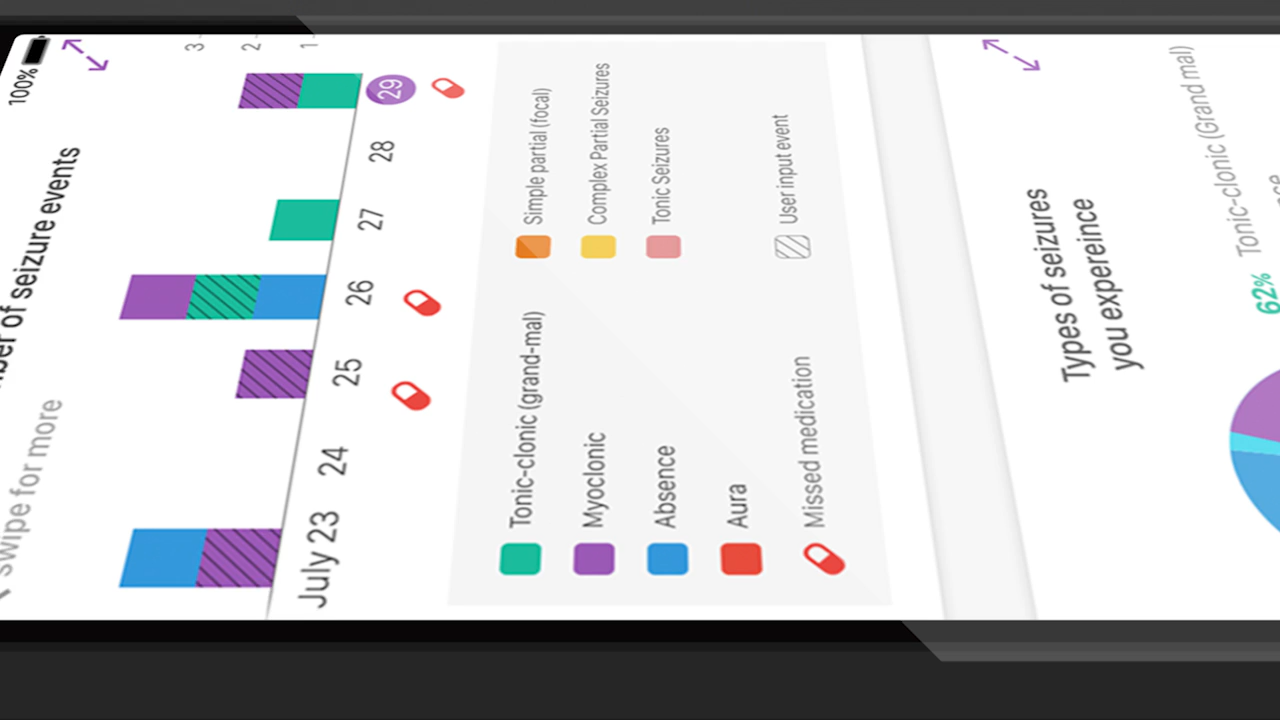 100%
of seizure events
swipe for more
3
2
1
July 23
24
25
26
27
28
29
Tonic-clonic (grand-mal)
Myoclonic
Absence
Aura
Missed medication
Simple partial (focal)
Complex Partial Seizures
Tonic Seizures
User input event
Types of seizures
you expereince
62% Tonic-clonic (Grand mal)